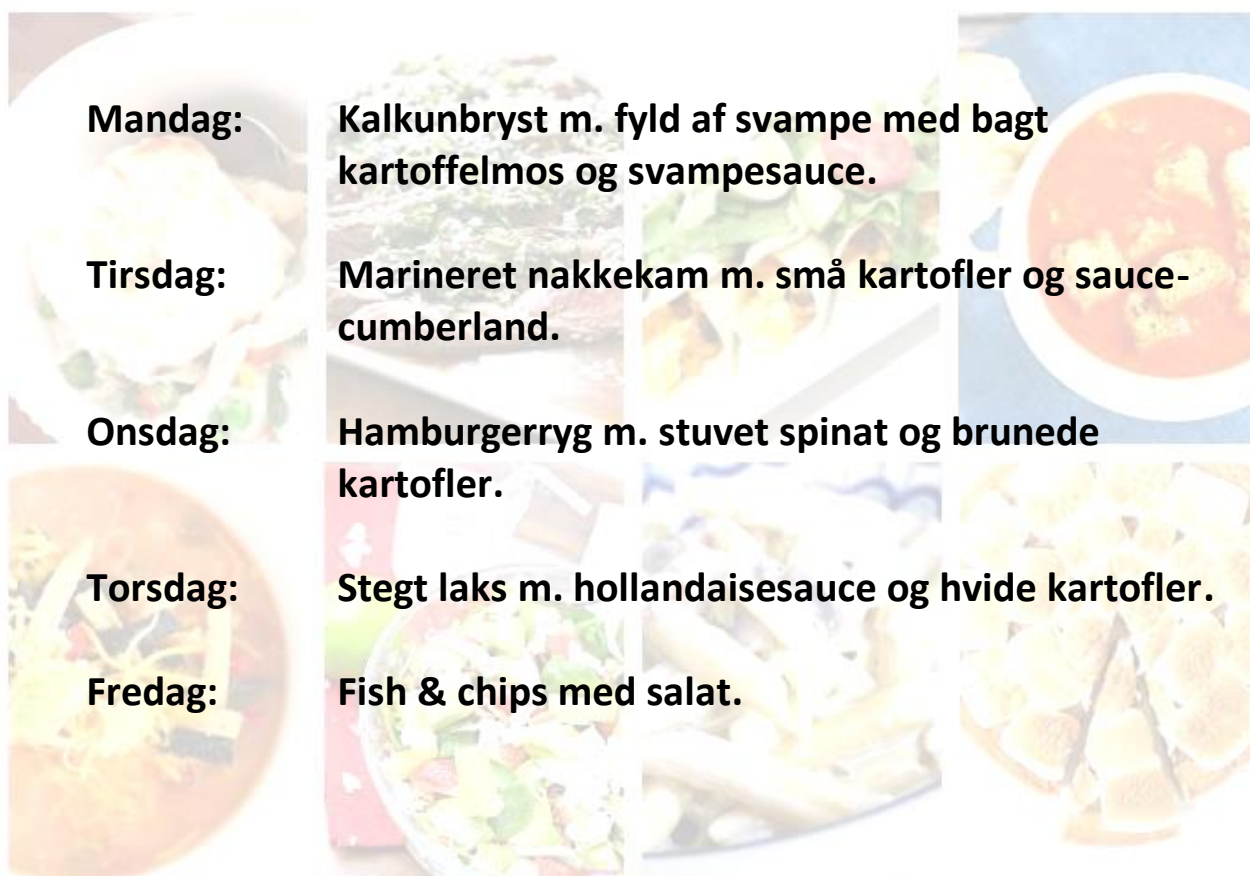 Mandag: Kalkunbryst m. fyld af svampe med bagt
kartoffelmos og svampesauce.
Tirsdag: Marineret nakkekam m. små kartofler og sauce-
cumberland.
Onsdag: Hamburgerryg m. stuvet spinat og brunede
kartofler.
Torsdag: Stegt laks m. hollandaisesauce og hvide kartofler.
Fredag: Fish & chips med salat.